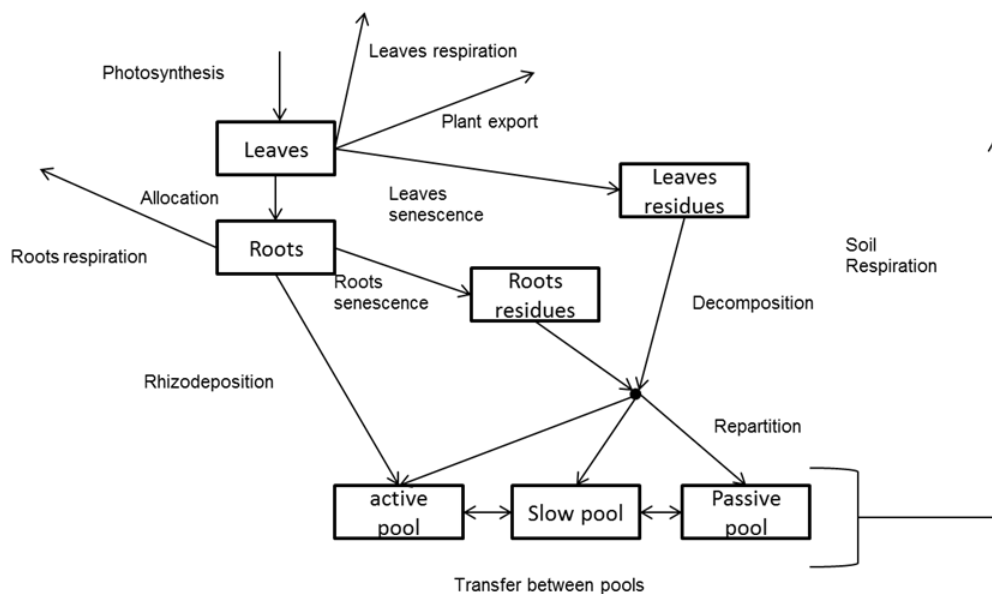 Leaves respiration
Photosynthesis
Plant export
Leaves
Leaves
residues
Allocation
Leaves
senescence
Roots
Roots respiration
Soil
Respiration
Roots
senescence
Roots
residues
Decomposition
Rhizodeposition
Repartition
active
pool
Slow pool
Passive
pool
Transfer between pools